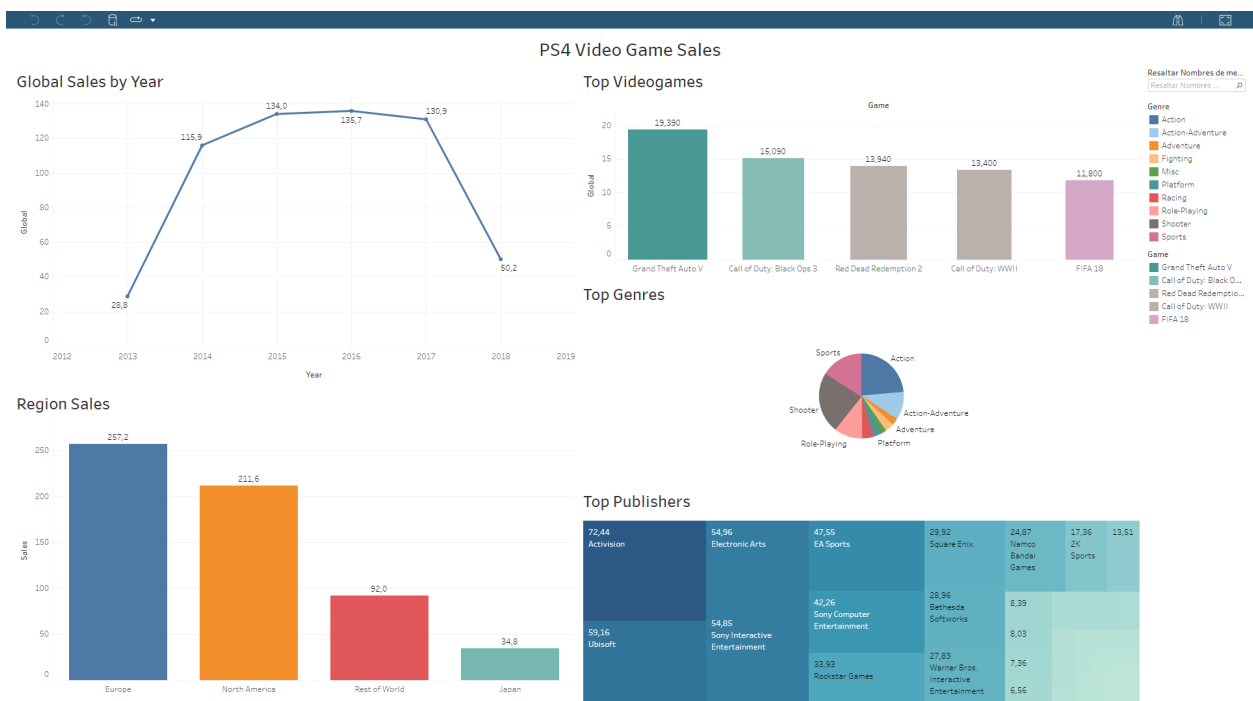 PS4 Video Game Sales
Global Sales by Year
140
120
100
80
60
40
20
0
Global
28,8
115,9
134,0
135,7
130,9
50,2
2012
2013
2014
2015
2016
2017
2018
2019
Year
Region Sales
250
200
150
100
50
0
Sales
257,2
211,6
92,0
34,8
Europe
North America
Rest of World
Japan
Top Videogames
Game
20
15
10
5
0
Global
19,390
15,090
13,940
13,400
11,800
Grand Theft Auto V
Call of Duty: Black Ops 3
Red Dead Redemption 2
Call of Duty: WWII
FIFA 18
Top Genres
Sports
Action
Shooter
Action-Adventure
Adventure
Role-Playing
Platform
Top Publishers
72,44
Activision
59,16
Ubisoft
54,96
Electronic Arts
54,85
Sony Interactive
Entertainment
47,55
EA Sports
42,26
Sony Computer
Entertainment
33,93
Rockstar Games
29,92
Square Enix
28,96
Bethesda
Softworks
27,83
Warner Bros.
Interactive
Entertainment
24,87
Namco
Bandai
Games
17,36
2K
Sports
13,51
8,39
8,03
7,36
6,56
Resaltar Nombres de me...
Resaltar Nombres ...
Genre
Action
Action-Adventure
Adventure
Fighting
Misc
Platform
Racing
Role-Playing
Shooter
Sports
Game
Grand Theft Auto V
Call of Duty: Black O...
Red Dead Redemptio...
Call of Duty: WWII
FIFA 18